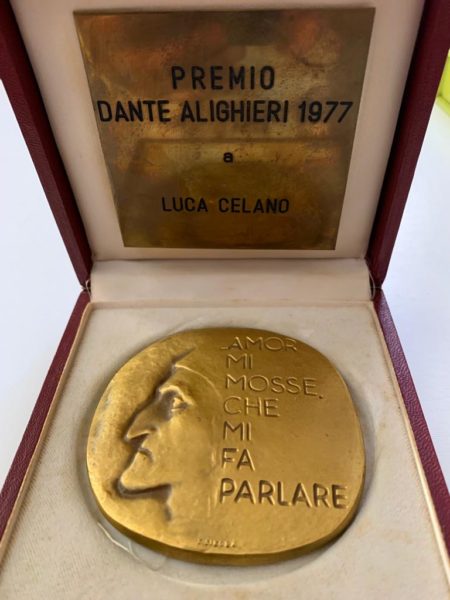 PREMIO
DANTE ALIGHIERI 1977
a
LUCA CELANO
AMOR
MI
MOSSE,
CHE
MI
FA
PARLARE